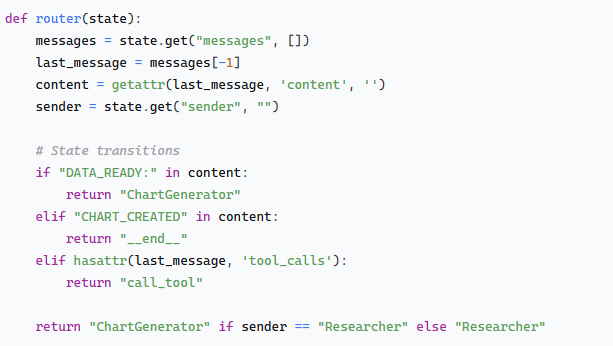 def router(state):
    messages = state.get("messages", [])
    last_message = messages[-1]
    content = getattr(last_message, 'content', '')
    sender = state.get("sender", "")

    # State transitions
    if "DATA_READY:" in content:
        return "ChartGenerator"
    elif "CHART_CREATED" in content:
        return "__end__"
    elif hasattr(last_message, 'tool_calls'):
        return "call_tool"

    return "ChartGenerator" if sender == "Researcher" else "Researcher"